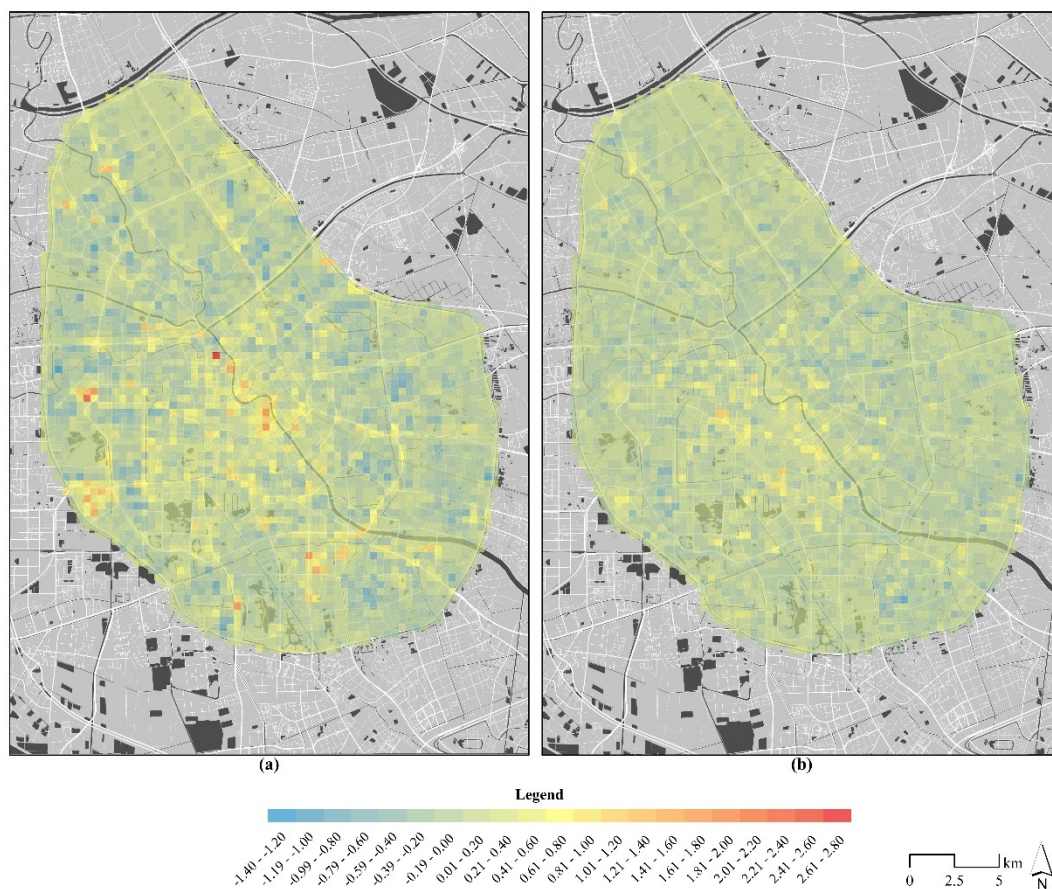 (a)
(b)
Legend
-1.40 - -1.20
-1.19 - -1.00
-0.99 - -0.80
-0.79 - -0.60
-0.59 - -0.40
-0.39 - -0.20
-0.19 - 0.00
0.01 - 0.20
0.21 - 0.40
0.41 - 0.60
0.61 - 0.80
0.81 - 1.00
1.01 - 1.20
1.21 - 1.40
1.41 - 1.60
1.61 - 1.80
1.81 - 2.00
2.01 - 2.20
2.21 - 2.40
2.41 - 2.60
2.61 - 2.80
km
0 2.5 5
N